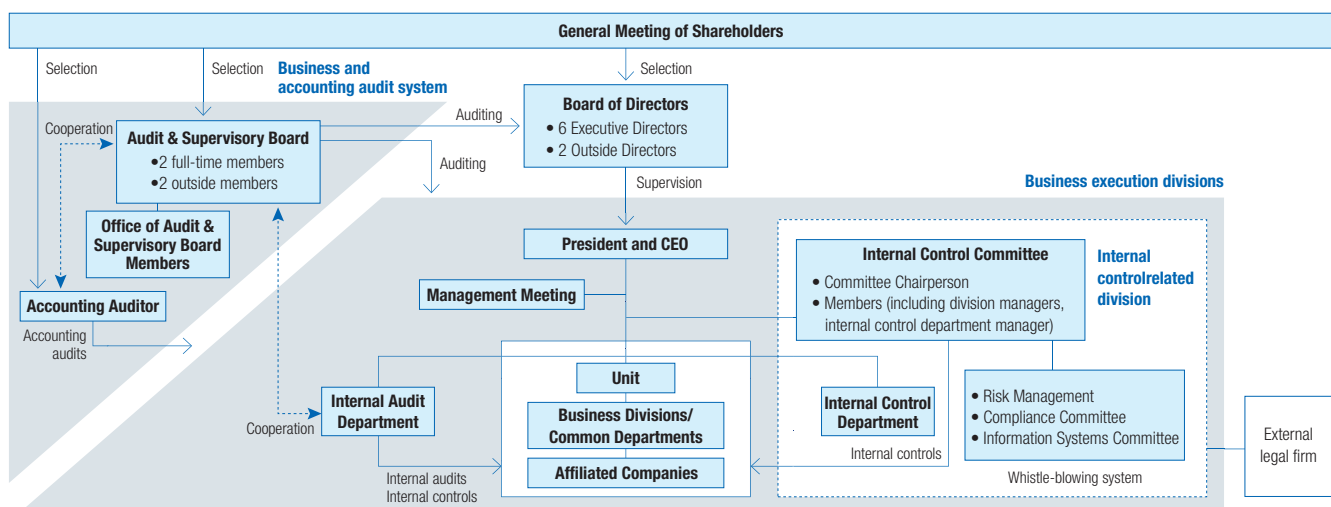 General Meeting of Shareholders
Selection
Selection
Business and
accounting audit system
Selection
Cooperation
Audit & Supervisory Board
•2 full-time members
•2 outside members
Auditing
Auditing
Board of Directors
• 6 Executive Directors
• 2 Outside Directors
Supervision
Business execution divisions
Office of Audit &
Supervisory Board
Members
President and CEO
Internal Control Committee
• Committee Chairperson
• Members (including division managers,
internal control department manager)
Internal
controlrelated
division
Accounting Auditor
Accounting
audits
Management Meeting
Unit
Internal Audit
Department
Cooperation
Business Divisions/
Common Departments
Internal Control
Department
• Risk Management
• Compliance Committee
• Information Systems Committee
External
legal firm
Affiliated Companies
Internal audits
Internal controls
Internal controls
Whistle-blowing system